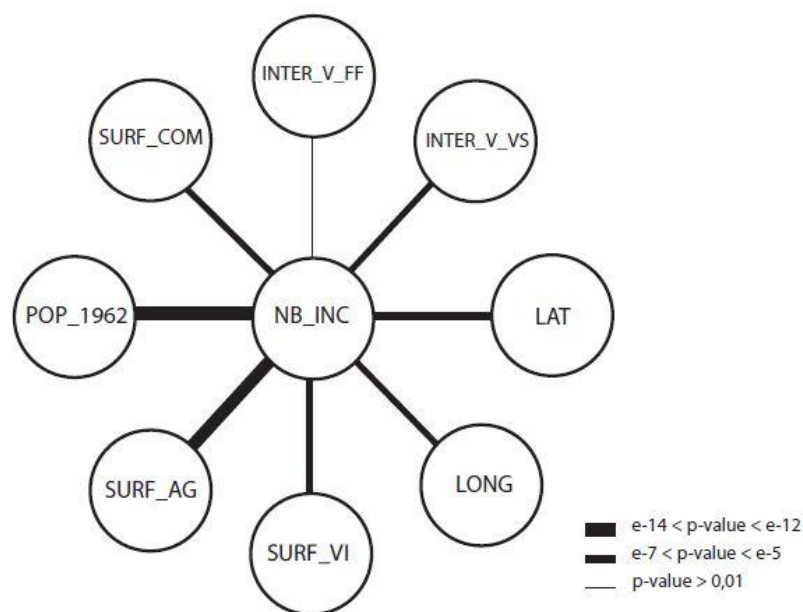 INTER_V_FF
SURF_COM
INTER_V_VS
POP_1962
NB_INC
LAT
SURF_AG
LONG
SURF_VI
e-14 < p-value < e-12
e-7 < p-value < e-5
p-value > 0,01